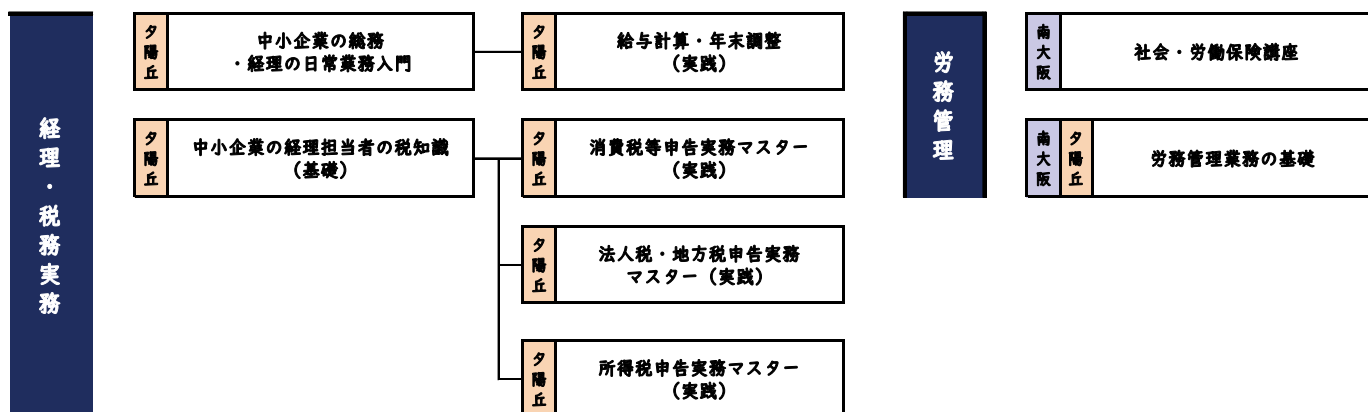 経理・税務実務
夕陽丘
中小企業の総務
・経理の日常業務入門
夕陽丘
給与計算・年末調整
（実践）
夕陽丘
中小企業の経理担当者の税知識
（基礎）
夕陽丘
消費税等申告実務マスター
（実践）
夕陽丘
法人税・地方税申告実務
マスター（実践）
夕陽丘
所得税申告実務マスター
（実践）
労務管理
南大阪
社会・労働保険講座
南大阪
夕陽丘
労務管理業務の基礎